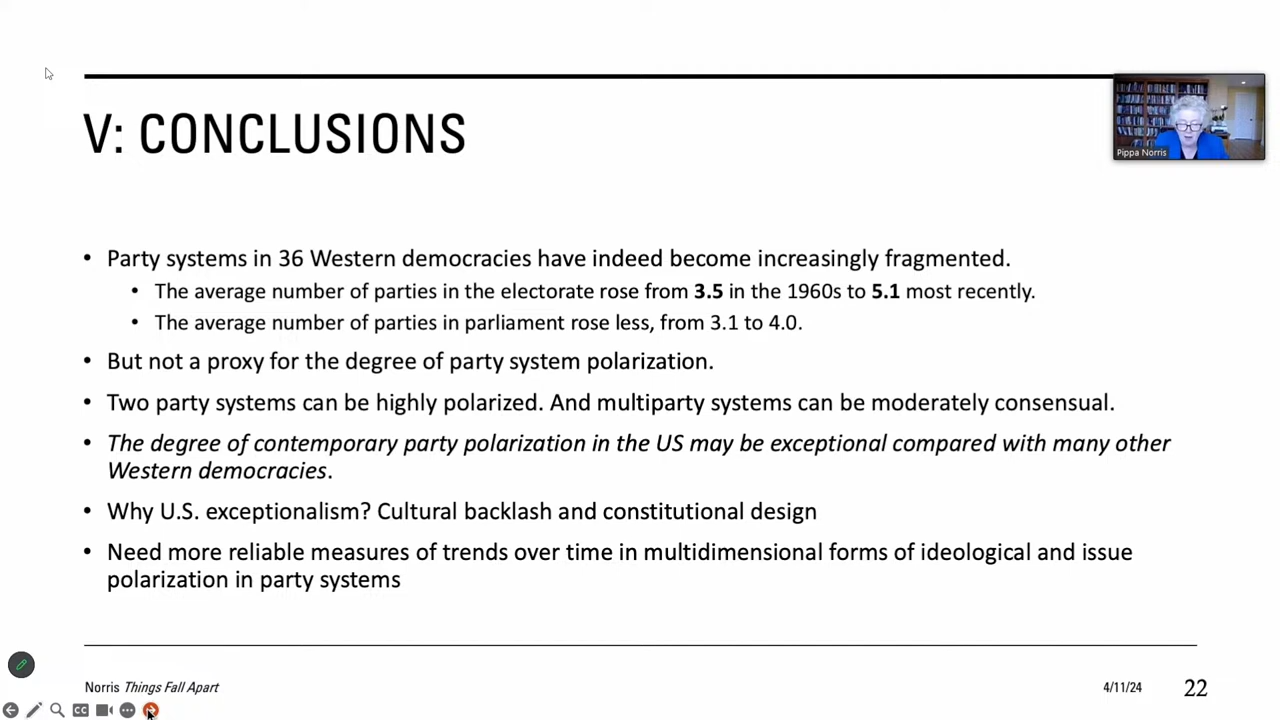 V: CONCLUSIONS
Pippa Norris
• Party systems in 36 Western democracies have indeed become increasingly fragmented.
• The average number of parties in the electorate rose from 3.5 in the 1960s to 5.1 most recently.
• The average number of parties in parliament rose less, from 3.1 to 4.0.
• But not a proxy for the degree of party system polarization.
• Two party systems can be highly polarized. And multiparty systems can be moderately consensual.
• The degree of contemporary party polarization in the US may be exceptional compared with many other
Western democracies.
• Why U.S. exceptionalism? Cultural backlash and constitutional design
• Need more reliable measures of trends over time in multidimensional forms of ideological and issue
polarization in party systems
Norris Things Fall Apart
4/11/24
22
CC